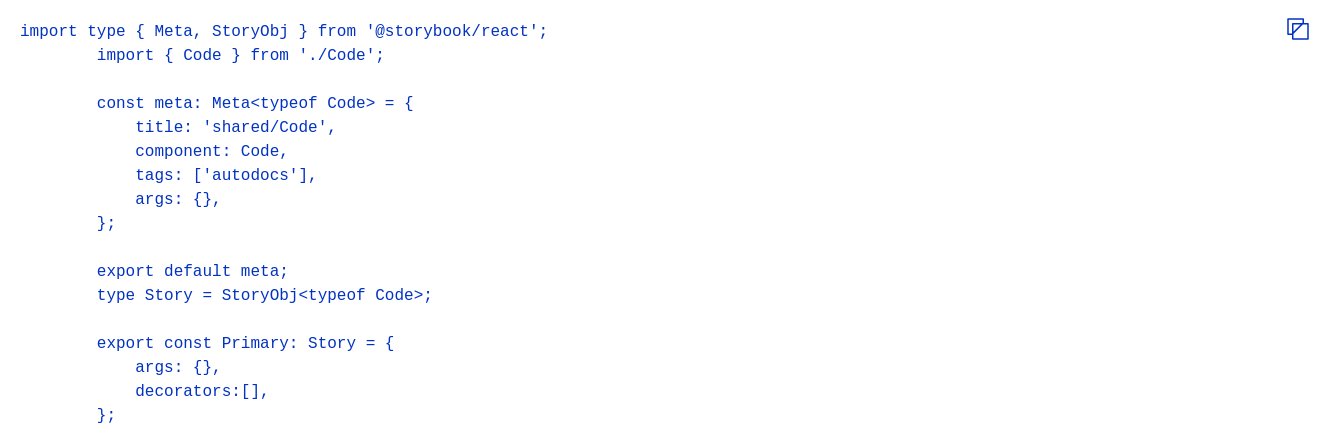 import type { Meta, StoryObj } from '@storybook/react';
        import { Code } from './Code';

        const meta: Meta<typeof Code> = {
            title: 'shared/Code',
            component: Code,
            tags: ['autodocs'],
            args: {},
        };

        export default meta;
        type Story = StoryObj<typeof Code>;

        export const Primary: Story = {
            args: {},
            decorators:[],
        };